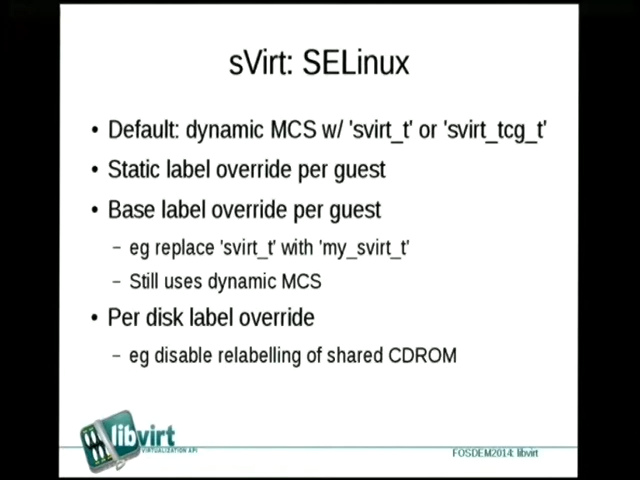 sVirt: SELinux
• Default: dynamic MCS w/ 'svirt_t' or 'svirt_tcg_t'
• Static label override per guest
• Base label override per guest
– eg replace 'svirt_t' with 'my_svirt_t'
– Still uses dynamic MCS
• Per disk label override
– eg disable relabelling of shared CDROM
libvirt
VIRTUALIZATION API
FOSDEM2014: libvirt